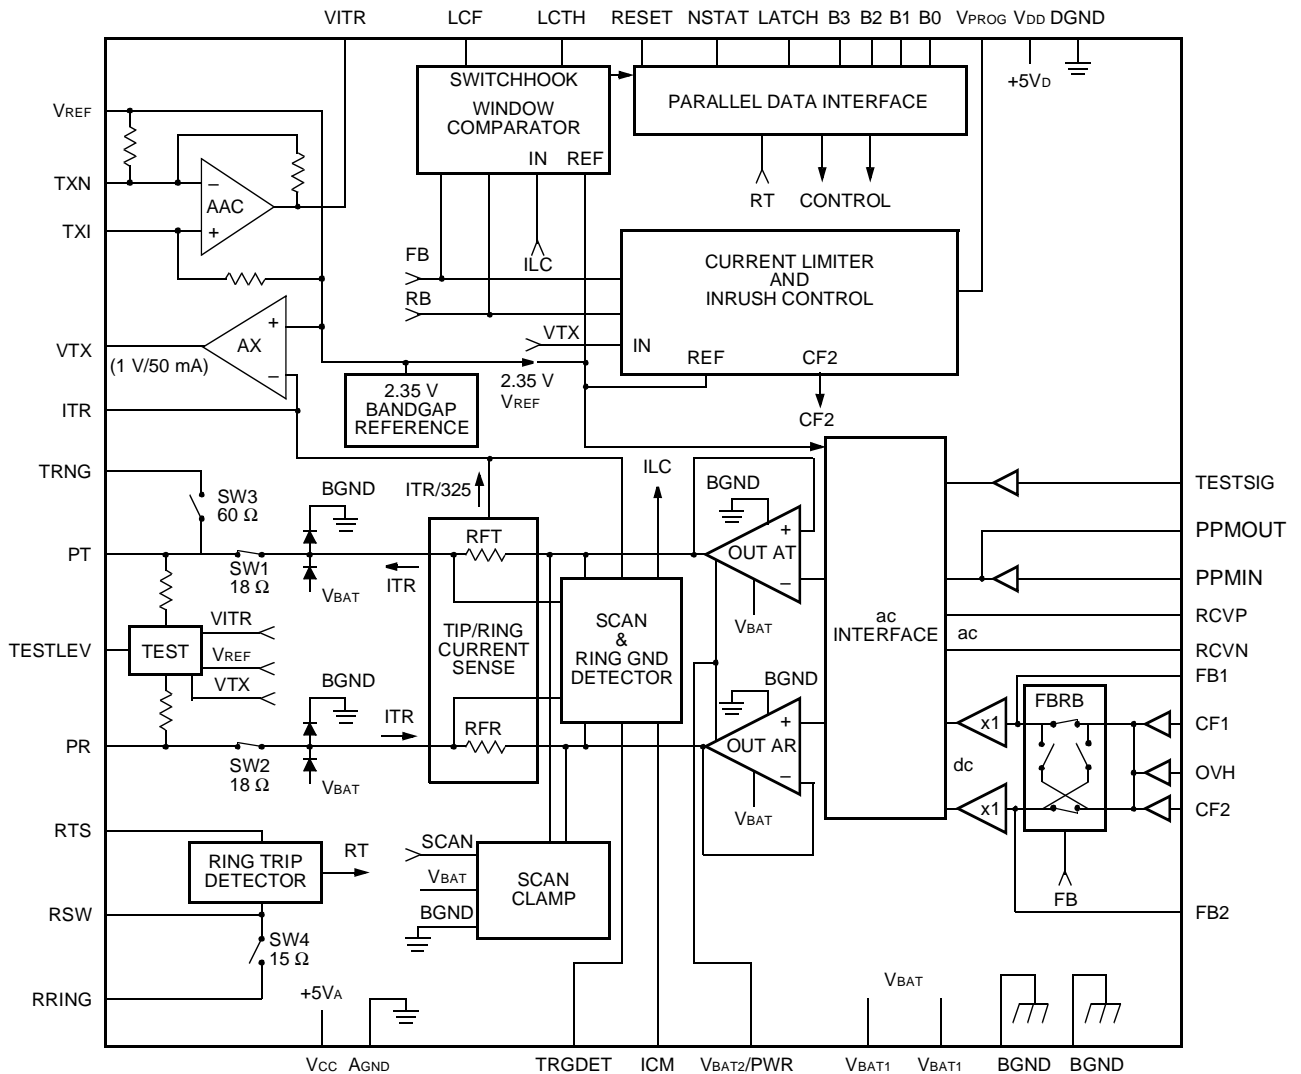 VITR LCF LCTH RESET NSTAT LATCH B3 B2 B1 B0 VPROG VDD DGND
+5VD
SWITCHHOOK
WINDOW
COMPARATOR
IN REF
PARALLEL DATA INTERFACE
RT CONTROL
VREF
TXN
AAC
−
+
TXI
FB
RB
ILC
CURRENT LIMITER
AND
INRUSH CONTROL
VTX
IN
REF
CF2
CF2
VTX
(1 V/50 mA)
AX
+
−
2.35 V
BANDGAP
REFERENCE
2.35 V
VREF
ITR
TRNG
SW3
60 Ω
BGND
ITR/325
ILC
BGND
PT
SW1
18 Ω
VBAT
ITR
RFT
OUT AT
+
−
VBAT
TESTSIG
PPMOUT
PPMIN
RCVP
RCVN
ac
INTERFACE
ac
TESTLEV
TEST
VITR
VREF
VTX
TIP/RING
CURRENT
SENSE
SCAN
&
RING GND
DETECTOR
BGND
ITR
BGND
PR
SW2
18 Ω
VBAT
RFR
OUT AR
+
−
VBAT
dc
x1
x1
FBRB
FB1
CF1
OVH
CF2
FB
FB2
RTS
RING TRIP
DETECTOR
RT
SCAN
VBAT
BGND
SCAN
CLAMP
RSW
SW4
15 Ω
RRING
+5VA
VBAT
VCC AGND TRGDET ICM VBAT2/PWR VBAT1 VBAT1 BGND BGND